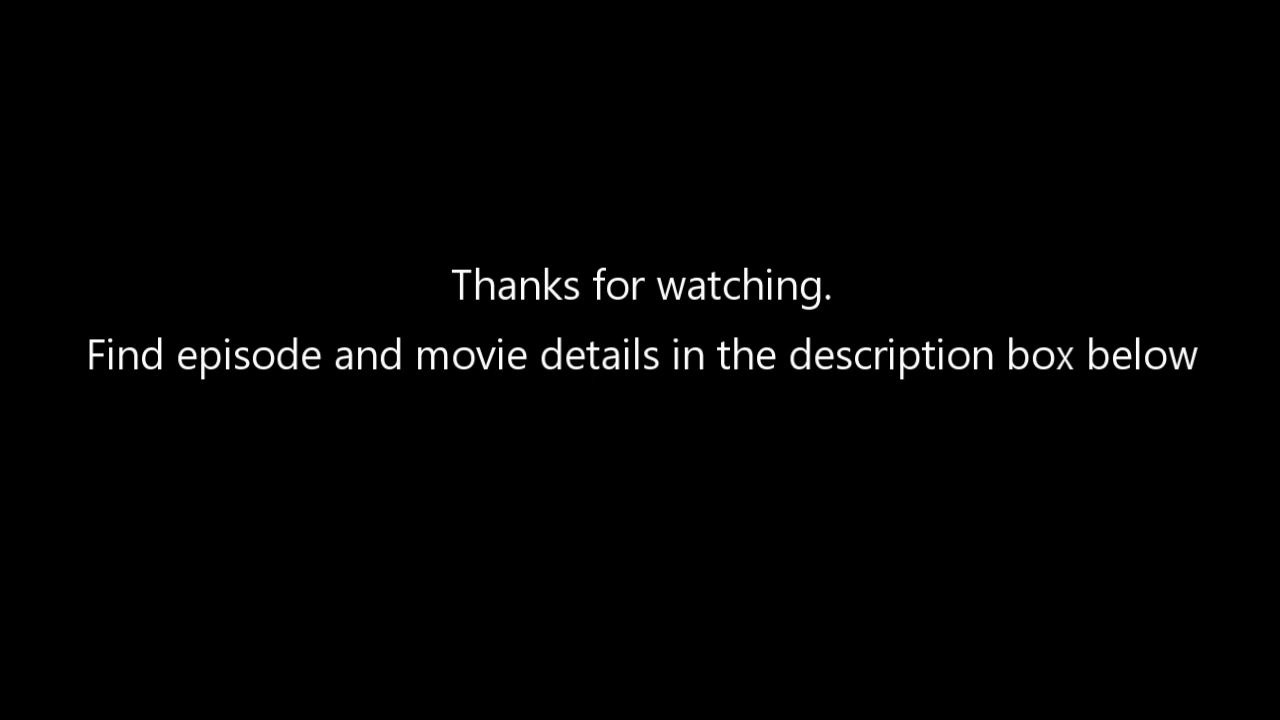 Thanks for watching.
Find episode and movie details in the description box below